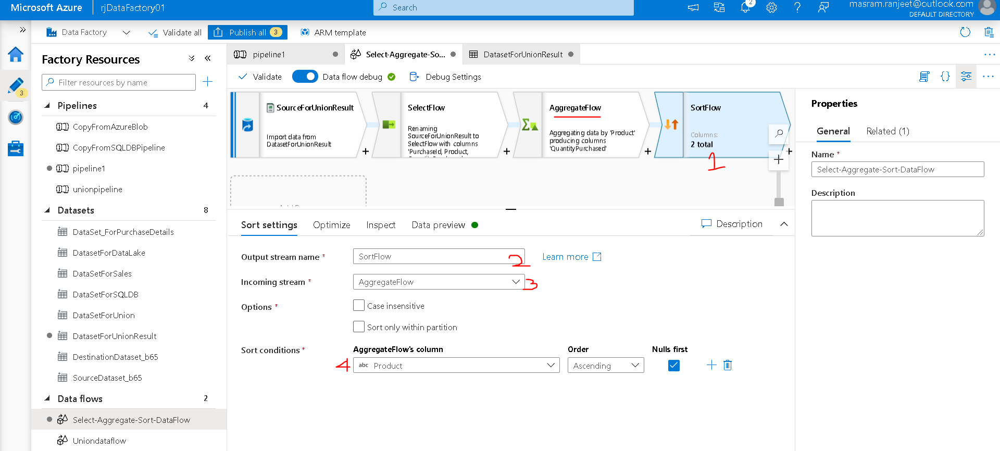 Microsoft Azure
rjDataFactory01
Search
2
masram.ranjeet@outlook.com
DEFAULT DIRECTORY
Data Factory
Validate all
Publish all 3
ARM template
3
Factory Resources
Filter resources by name
Pipelines 4
CopyFromAzureBlob
CopyFromSQLDBPipeline
pipeline1
unionpipeline
Datasets 8
DataSet_ForPurchaseDetails
DatasetForDataLake
DataSetForSales
DataSetForSQLDB
DataSetForUnion
DatasetForUnionResult
DestinationDataset_b65
SourceDataset_b65
Data flows 2
Select-Aggregate-Sort-DataFlow
Uniondataflow
pipeline1
Select-Aggregate-So...
DatasetForUnionResult
Validate
Data flow debug
Debug Settings
SourceForUnionResult
Import data from
DatasetForUnionResult
+
SelectFlow
Renaming
SourceForUnionResult to
SelectFlow with columns
'PurchaseId, Product,
+
AggregateFlow
Aggregating data by 'Product'
producing columns
'QuantityPurchased'
+
SortFlow
Columns:
2 total
+
1
Sort settings
Optimize
Inspect
Data preview
Description
Output stream name *
SortFlow
2
Learn more
Incoming stream *
AggregateFlow
3
Options *
Case insensitive
Sort only within partition
Sort conditions *
AggregateFlow's column
Order
Nulls first
4
abc Product
Ascending
Properties
General
Related (1)
Name *
Select-Aggregate-Sort-DataFlow
Description